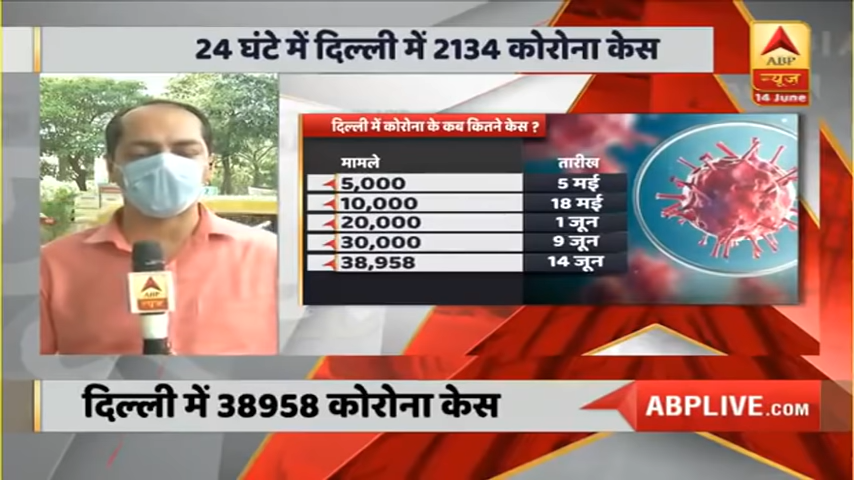 24 घंटे में दिल्ली में 2134 कोरोना केस
ABP
न्यूज़
14 June
दिल्ली में कोरोना के कब कितने केस ?
मामले तारीख
5,000 5 मई
10,000 18 मई
20,000 1 जून
30,000 9 जून
38,958 14 जून
ABP
न्यूज़
दिल्ली में 38958 कोरोना केस
ABPLIVE.COM